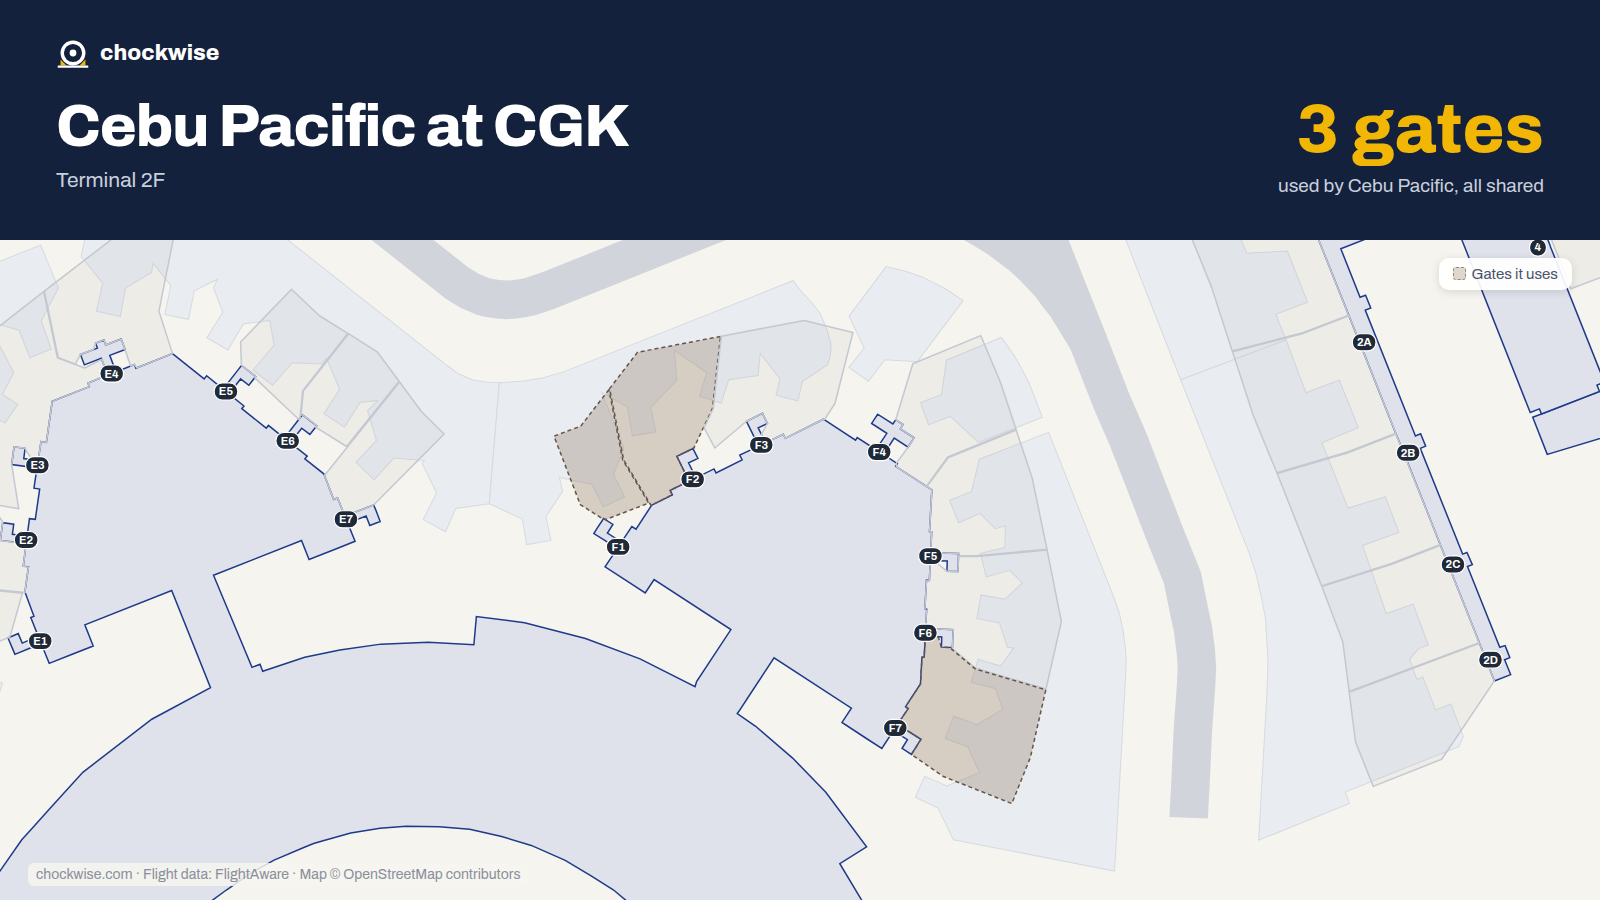 chockwise
Cebu Pacific at CGK
Terminal 2F
3 gates
used by Cebu Pacific, all shared
4
Gates it uses
2A
E4
E5
E6
F3
F4
2B
E3
F2
E7
E2
F1
F5
2C
E1
F6
2D
F7
chockwise.com · Flight data: FlightAware · Map © OpenStreetMap contributors